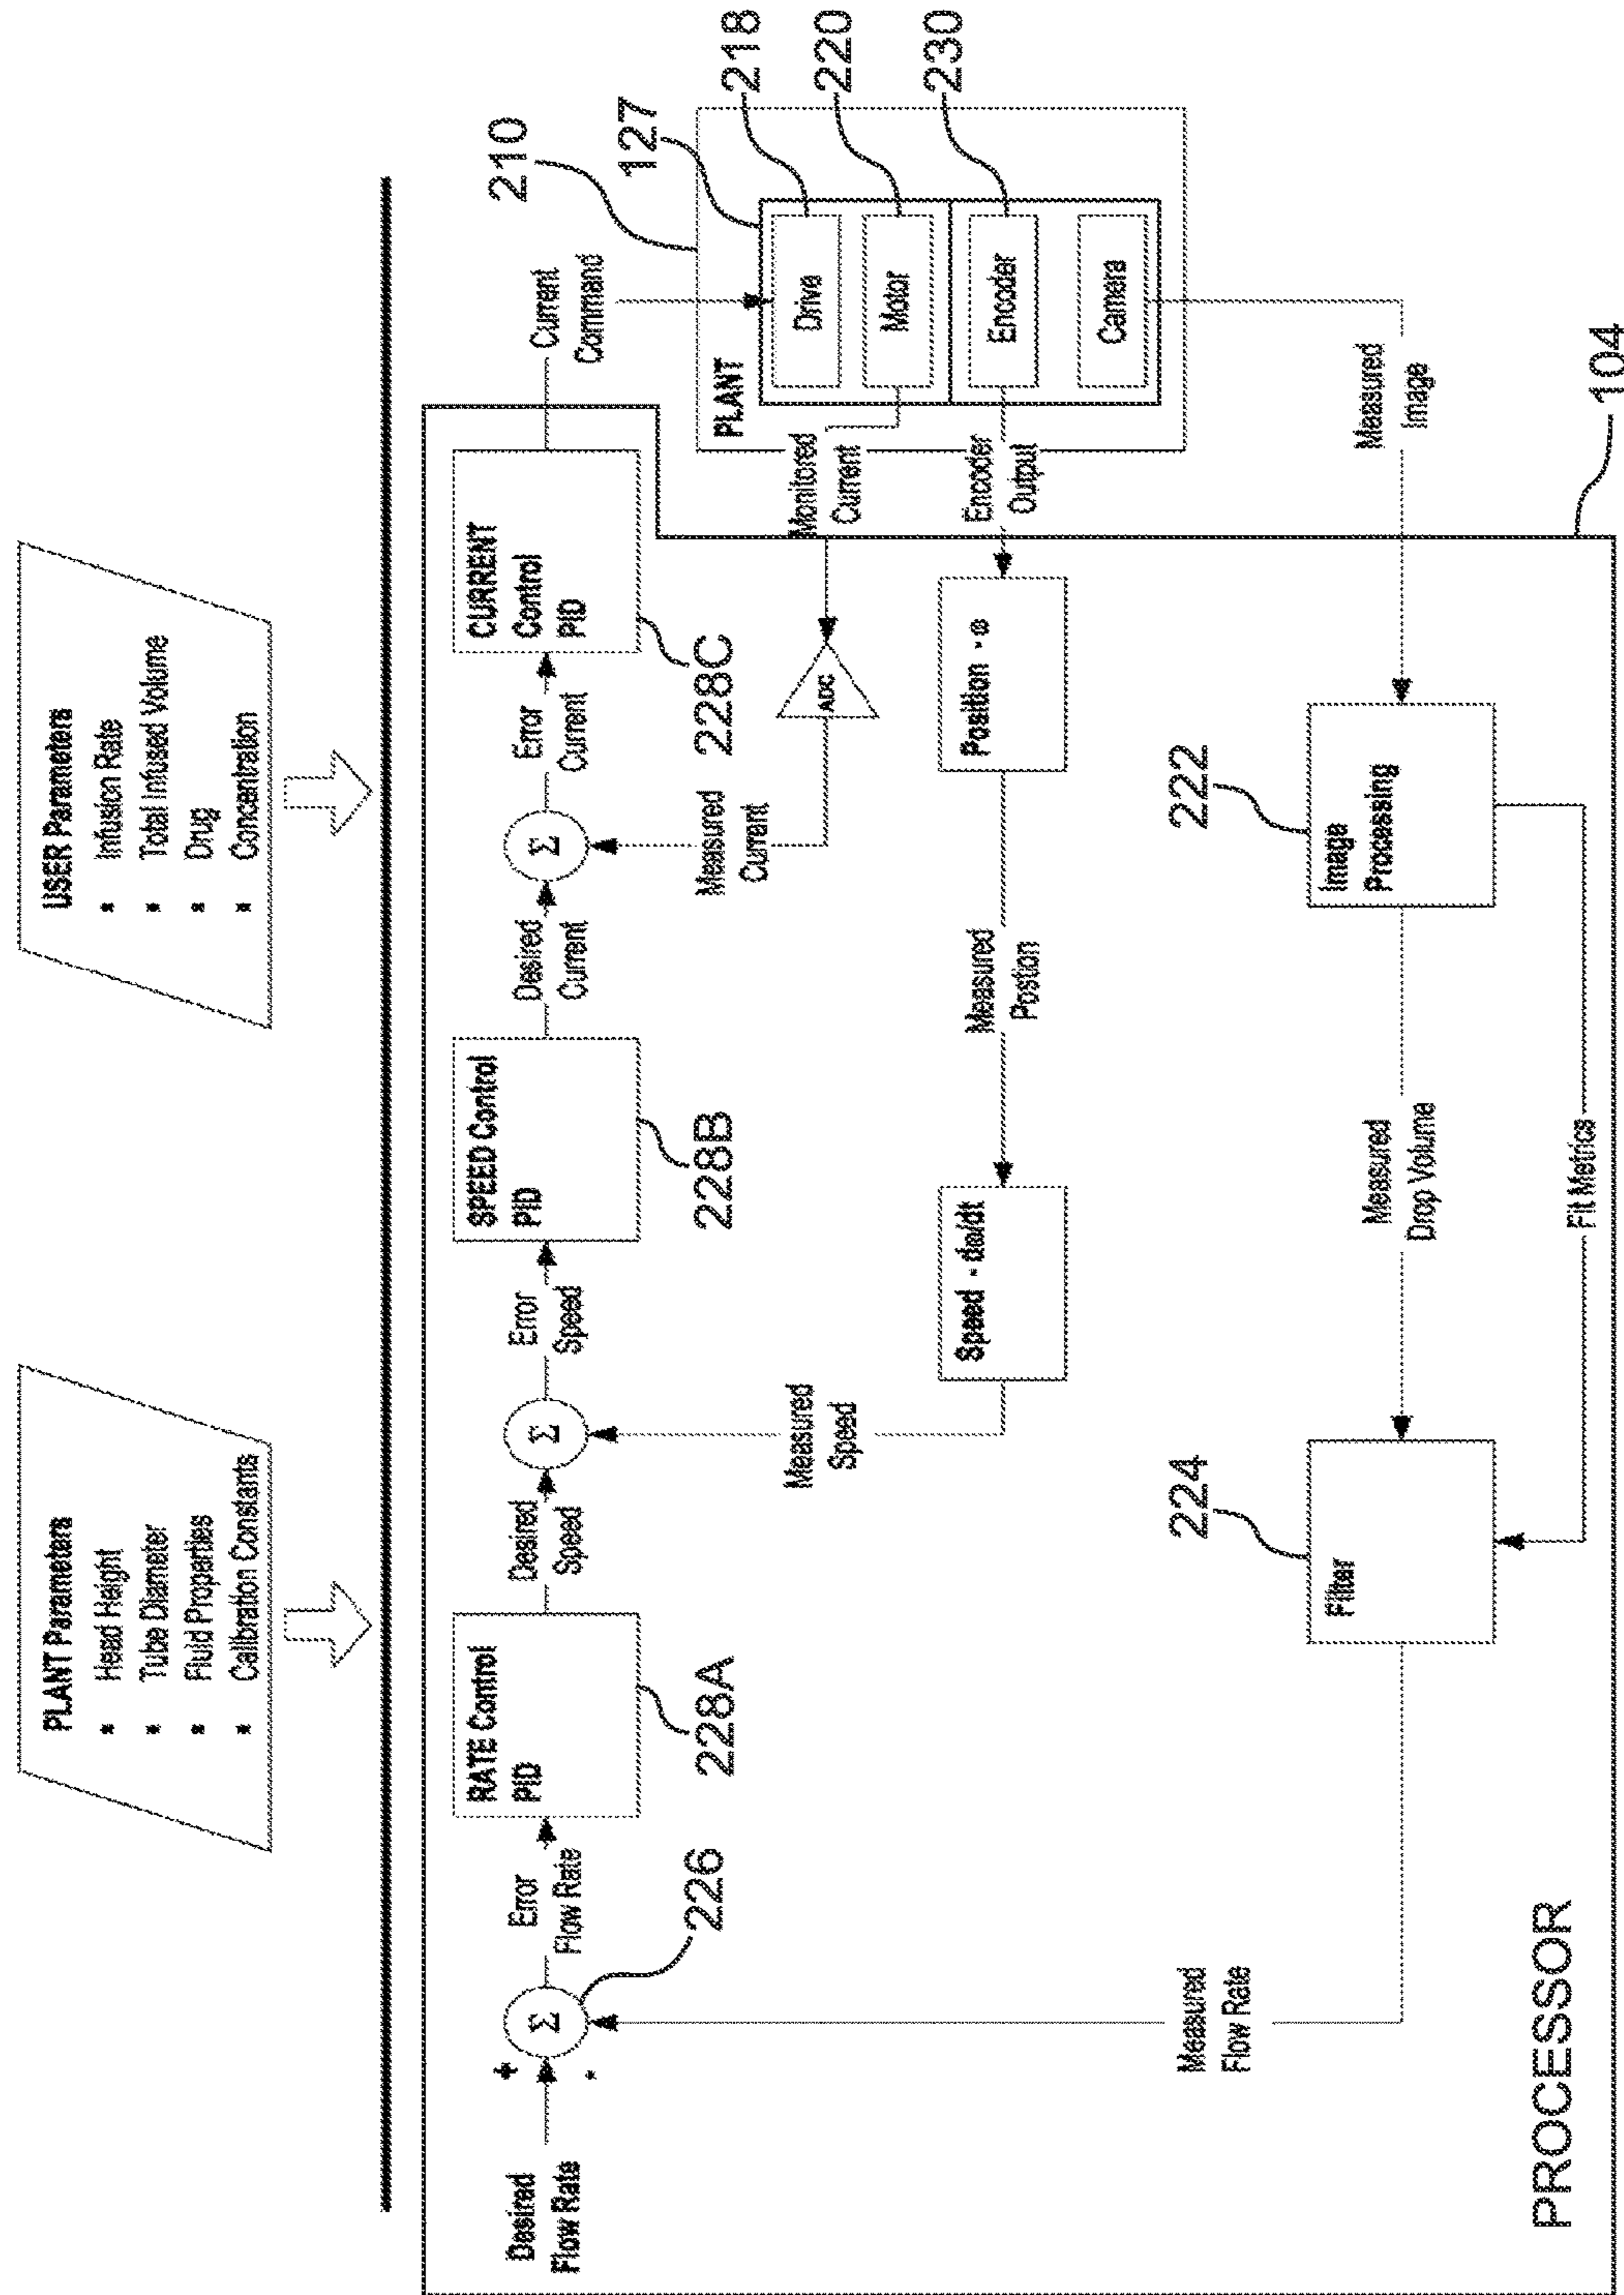 PLANT Parameters
* Head Height
* Tube Diameter
* Fluid Properties
* Calibration Constants
USER Parameters
* Infusion Rate
* Total Infused Volume
* Drug
* Concentration
Desired
Flow Rate
+
-
Σ
226
Error
Flow Rate
RATE Control
PID
228A
Desired
Speed
Σ
Error
Speed
SPEED Control
PID
228B
Desired
Current
Σ
Error
Current
CURRENT
Control
PID
228C
Current
Command
210
127
218
220
230
PLANT
Drive
Motor
Encoder
Camera
Monitored
Current
ADC
Measured
Current
Encoder
Output
Position - ɵ
Measured
Postion
Speed - dɵ/dt
Measured
Speed
Measured
Image
222
Image
Processing
Measured
Drop Volume
Fit Metrics
224
Filter
Measured
Flow Rate
PROCESSOR
104